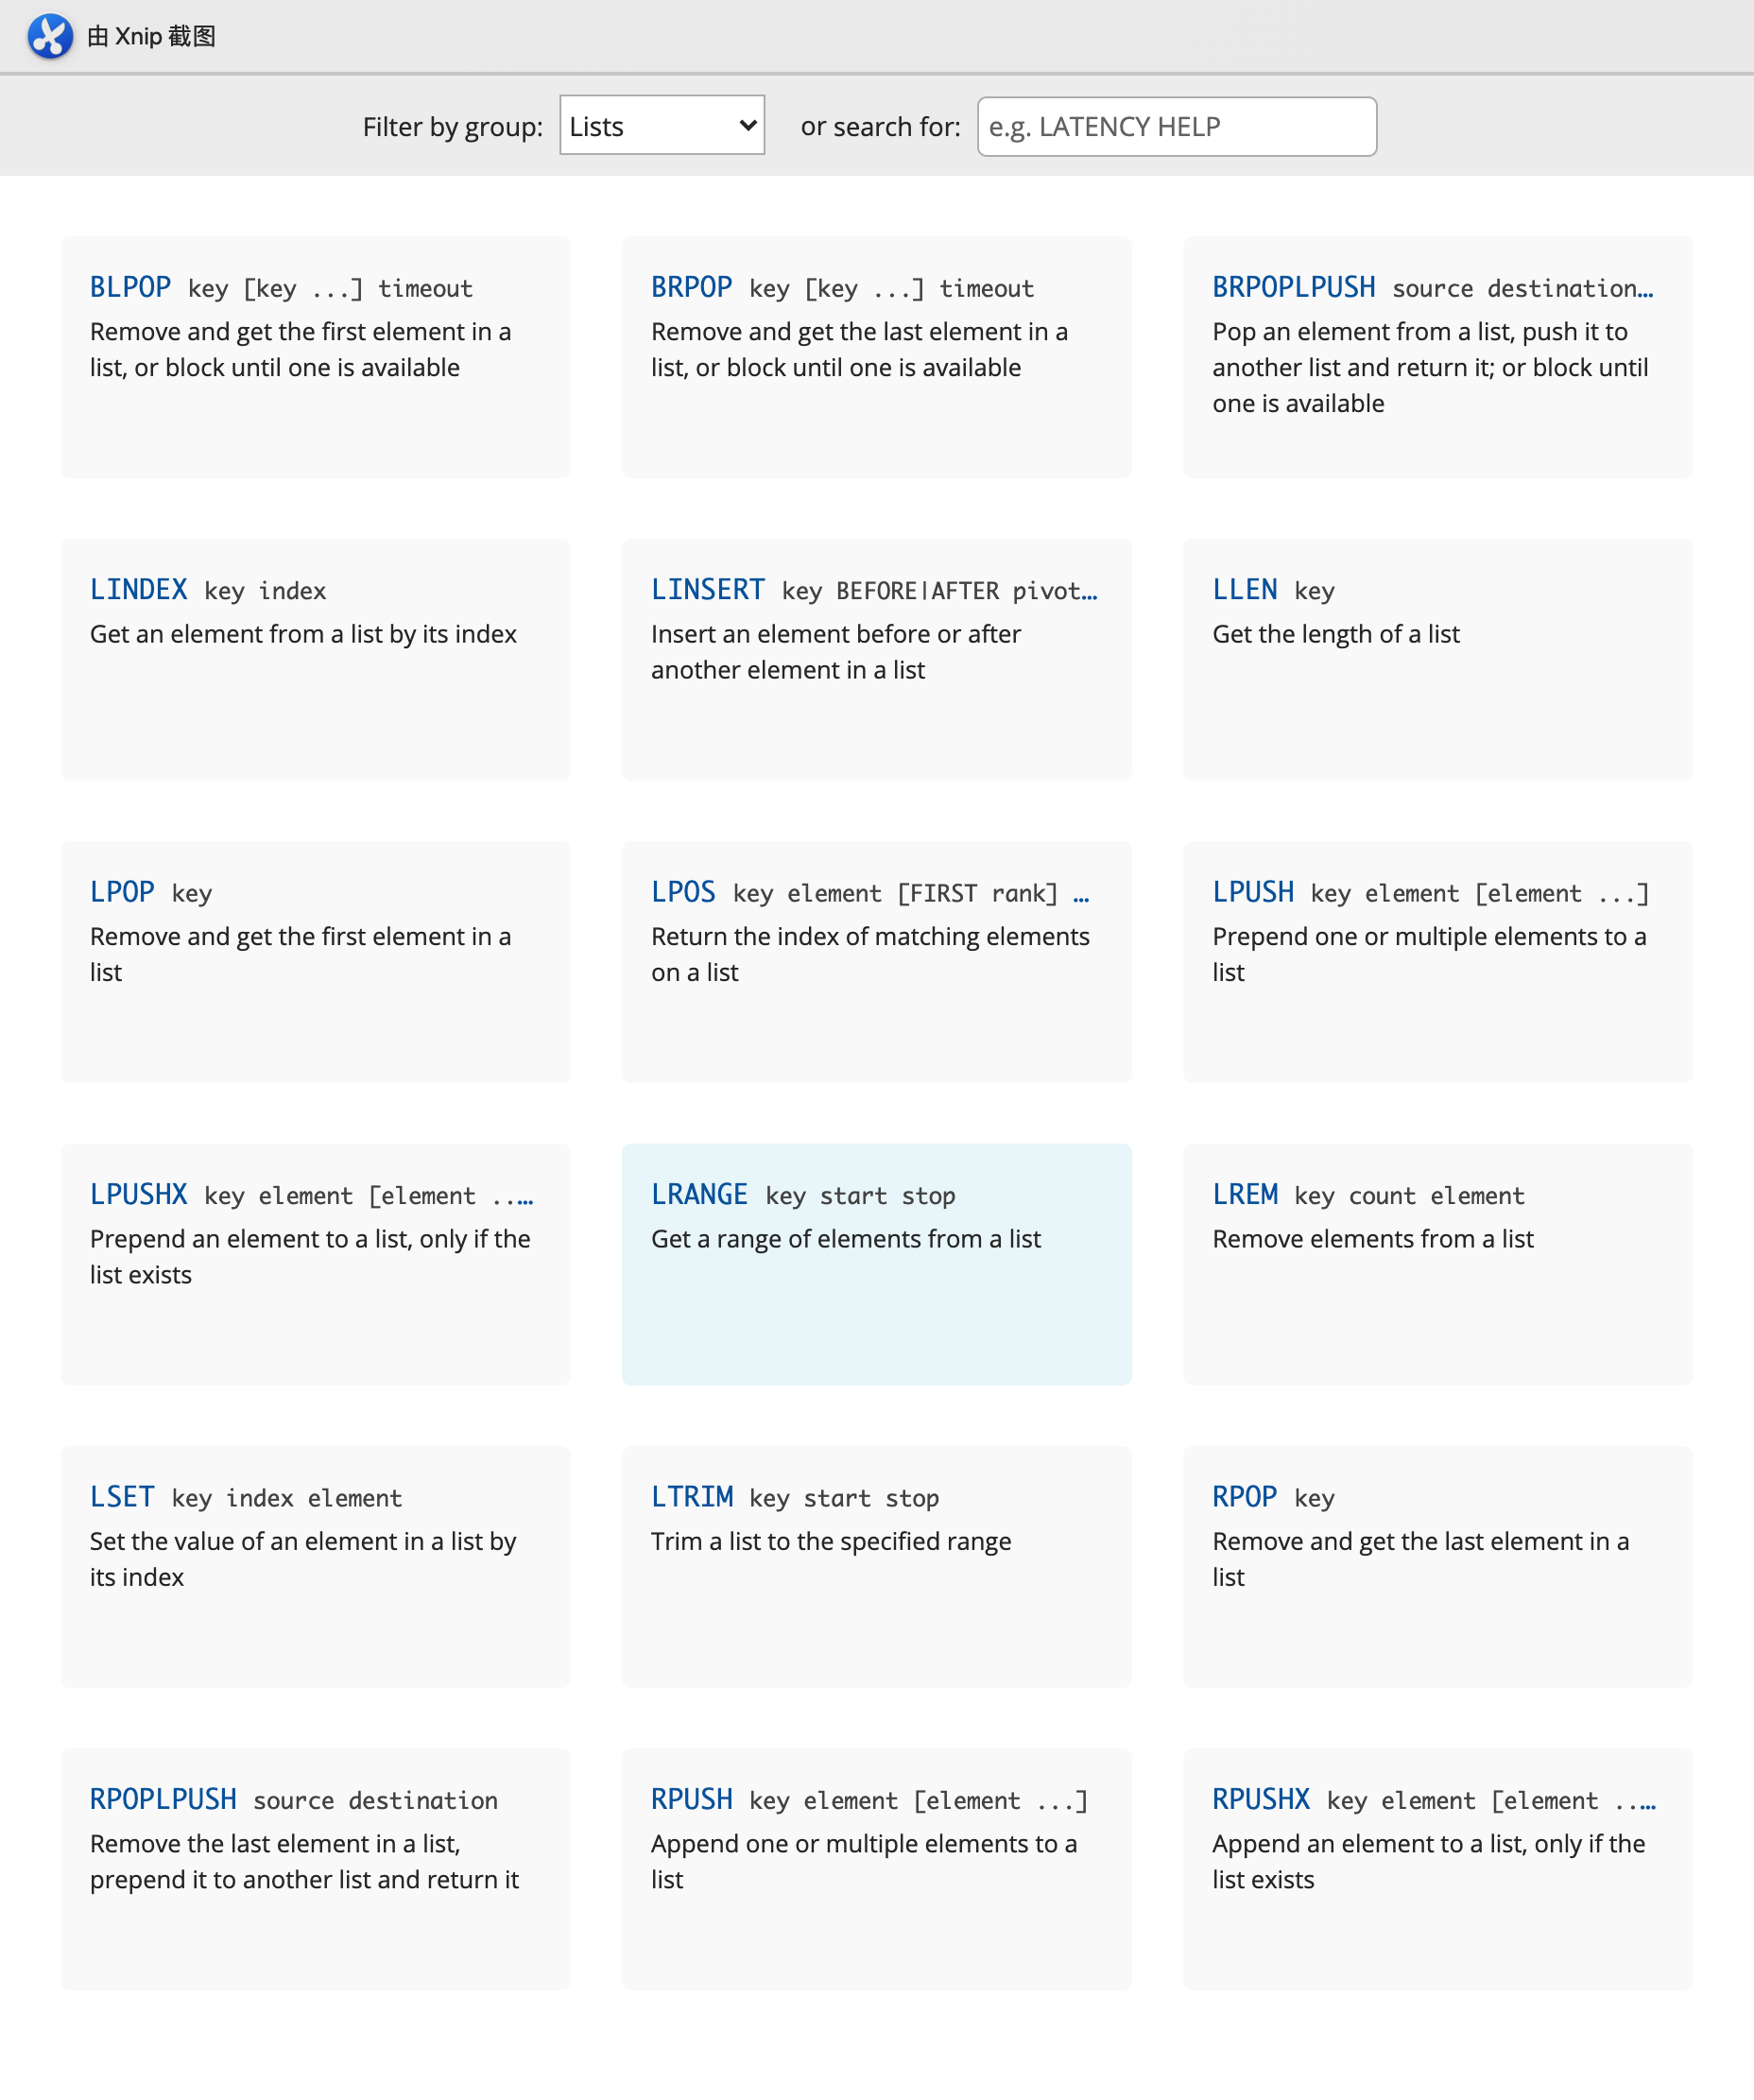 由 Xnip 截图
Filter by group: Lists or search for: e.g. LATENCY HELP
BLPOP key [key ...] timeout
Remove and get the first element in a
list, or block until one is available
BRPOP key [key ...] timeout
Remove and get the last element in a
list, or block until one is available
BRPOPLPUSH source destination…
Pop an element from a list, push it to
another list and return it; or block until
one is available
LINDEX key index
Get an element from a list by its index
LINSERT key BEFORE|AFTER pivot…
Insert an element before or after
another element in a list
LLEN key
Get the length of a list
LPOP key
Remove and get the first element in a
list
LPOS key element [FIRST rank] …
Return the index of matching elements
on a list
LPUSH key element [element ...]
Prepend one or multiple elements to a
list
LPUSHX key element [element ..…
Prepend an element to a list, only if the
list exists
LRANGE key start stop
Get a range of elements from a list
LREM key count element
Remove elements from a list
LSET key index element
Set the value of an element in a list by
its index
LTRIM key start stop
Trim a list to the specified range
RPOP key
Remove and get the last element in a
list
RPOPLPUSH source destination
Remove the last element in a list,
prepend it to another list and return it
RPUSH key element [element ...]
Append one or multiple elements to a
list
RPUSHX key element [element ..…
Append an element to a list, only if the
list exists